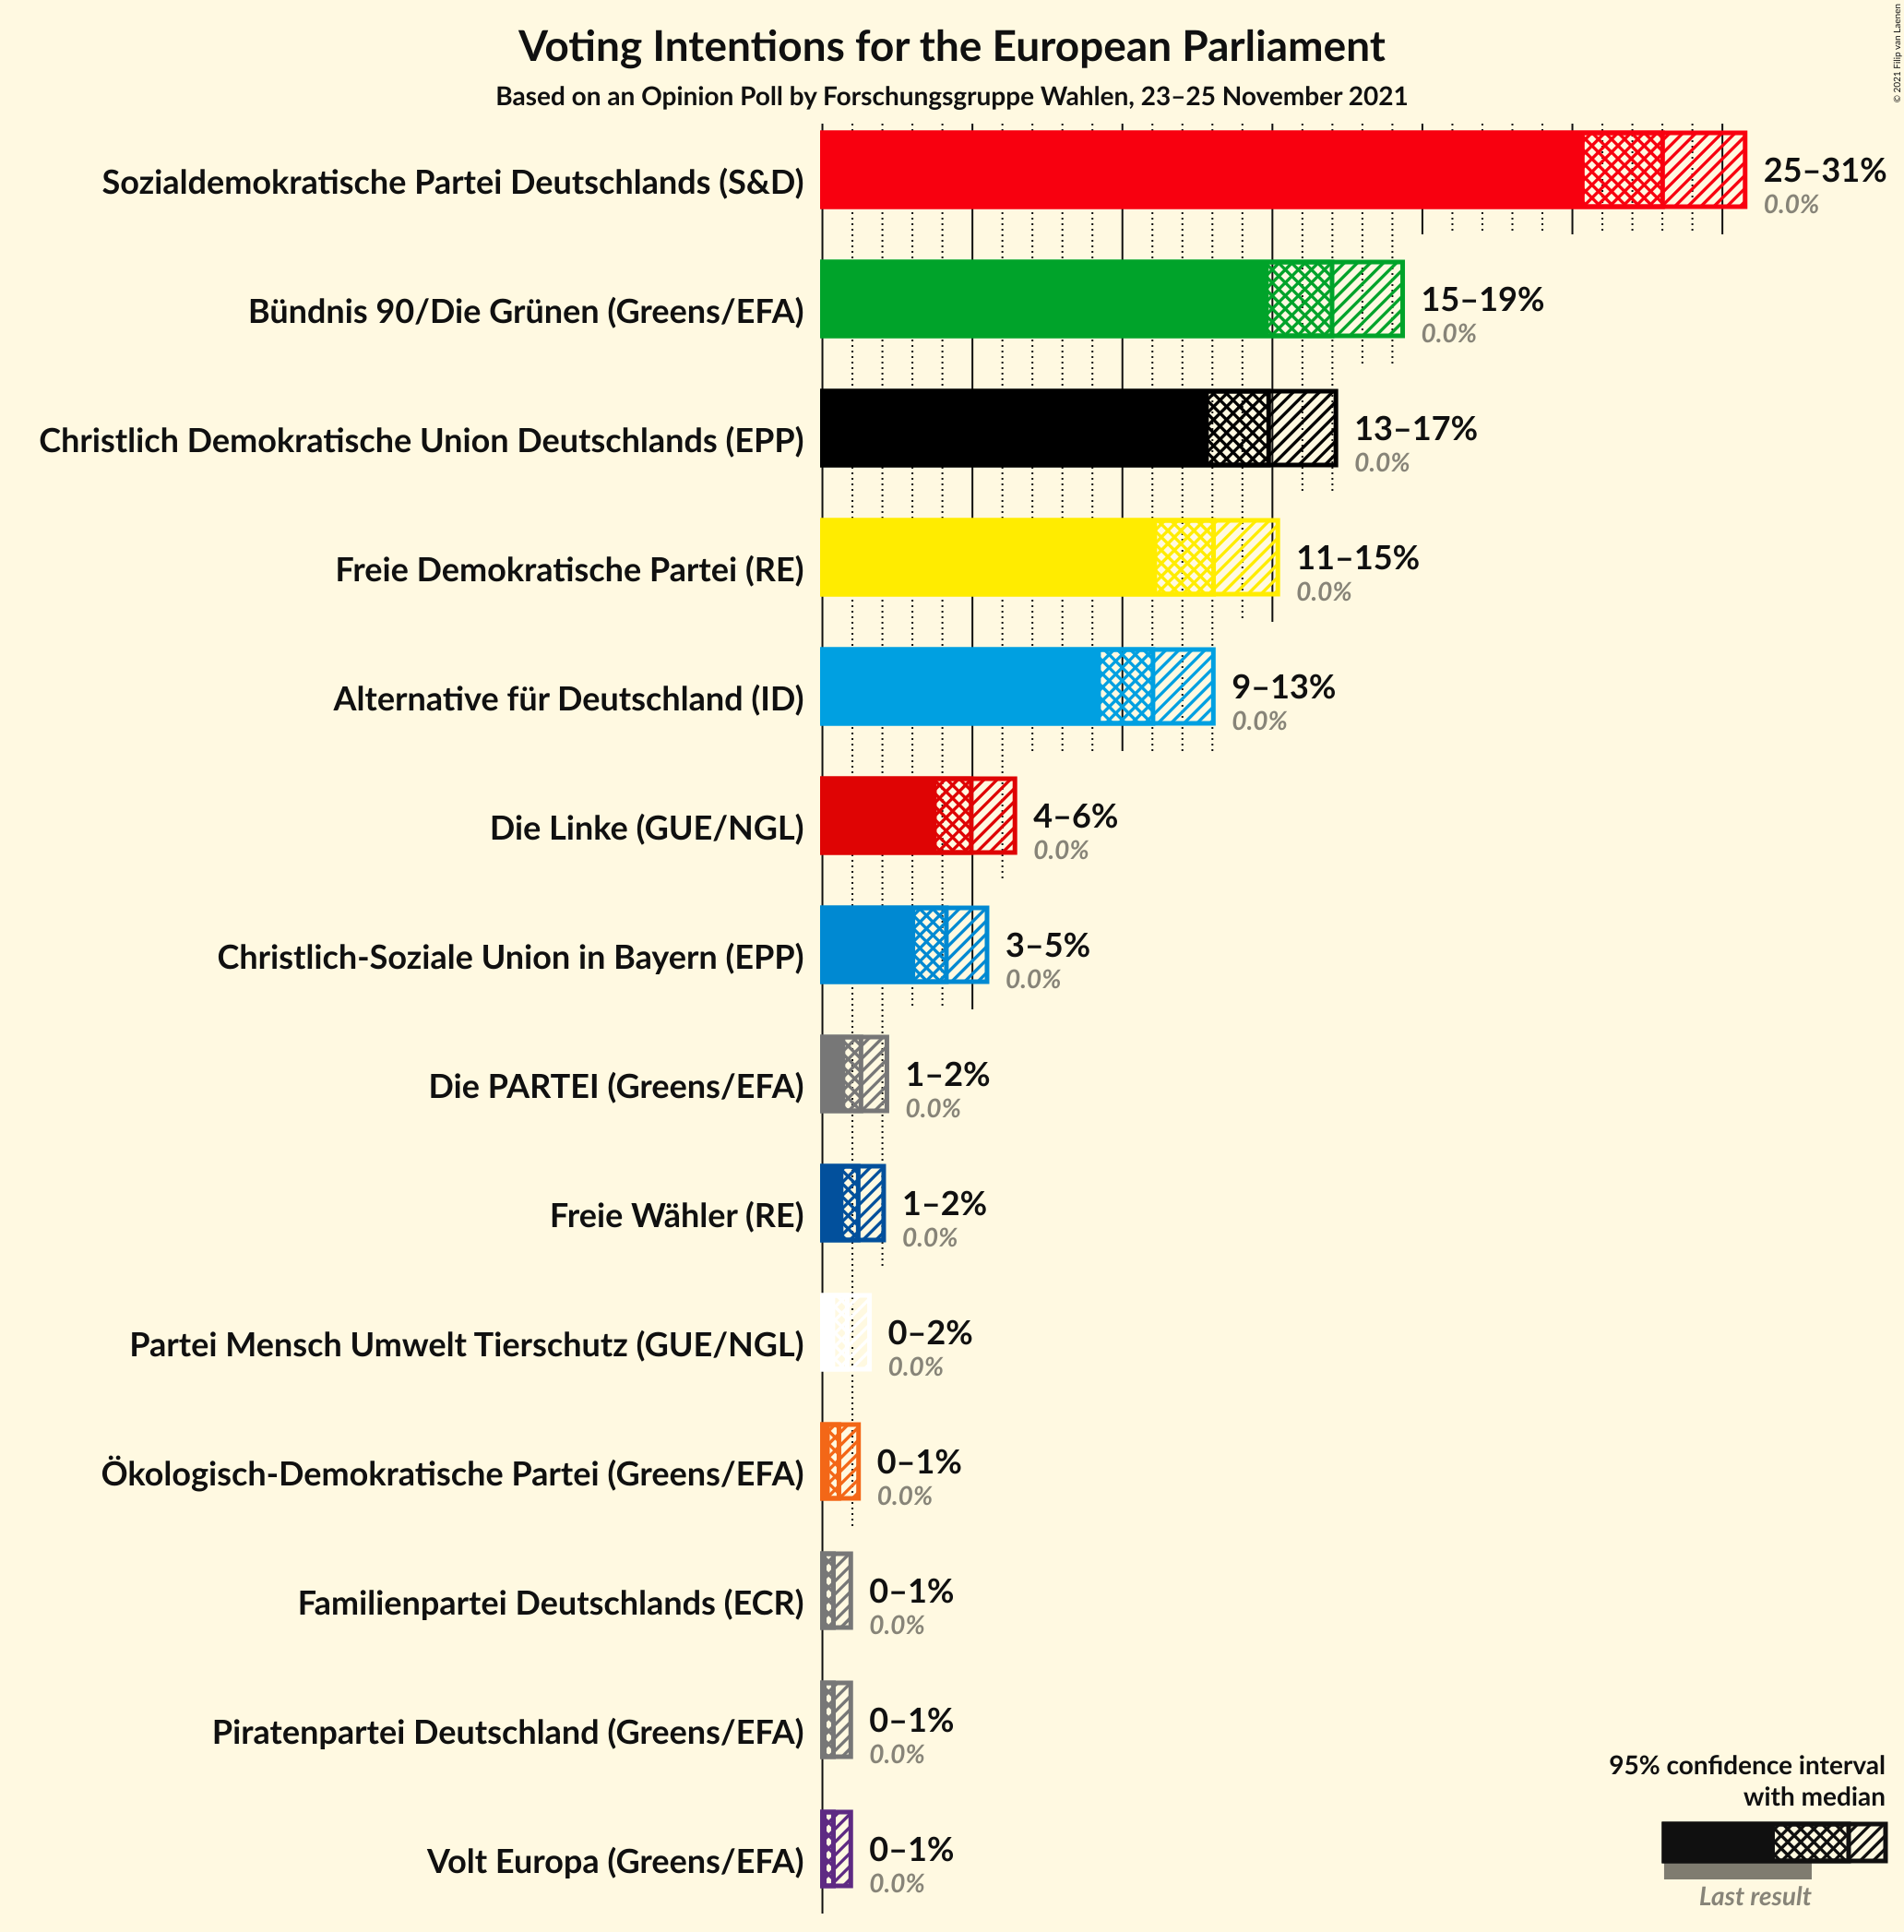 Voting Intentions for the European Parliament
Based on an Opinion Poll by Forschungsgruppe Wahlen, 23–25 November 2021
© 2021 Filip van Laenen
Sozialdemokratische Partei Deutschlands (S&D)
25–31%
0.0%
Bündnis 90/Die Grünen (Greens/EFA)
15–19%
0.0%
Christlich Demokratische Union Deutschlands (EPP)
13–17%
0.0%
Freie Demokratische Partei (RE)
11–15%
0.0%
Alternative für Deutschland (ID)
9–13%
0.0%
Die Linke (GUE/NGL)
4–6%
0.0%
Christlich-Soziale Union in Bayern (EPP)
3–5%
0.0%
Die PARTEI (Greens/EFA)
1–2%
0.0%
Freie Wähler (RE)
1–2%
0.0%
Partei Mensch Umwelt Tierschutz (GUE/NGL)
0–2%
0.0%
Ökologisch-Demokratische Partei (Greens/EFA)
0–1%
0.0%
Familienpartei Deutschlands (ECR)
0–1%
0.0%
Piratenpartei Deutschland (Greens/EFA)
0–1%
0.0%
Volt Europa (Greens/EFA)
0–1%
0.0%
95% confidence interval
with median
Last result